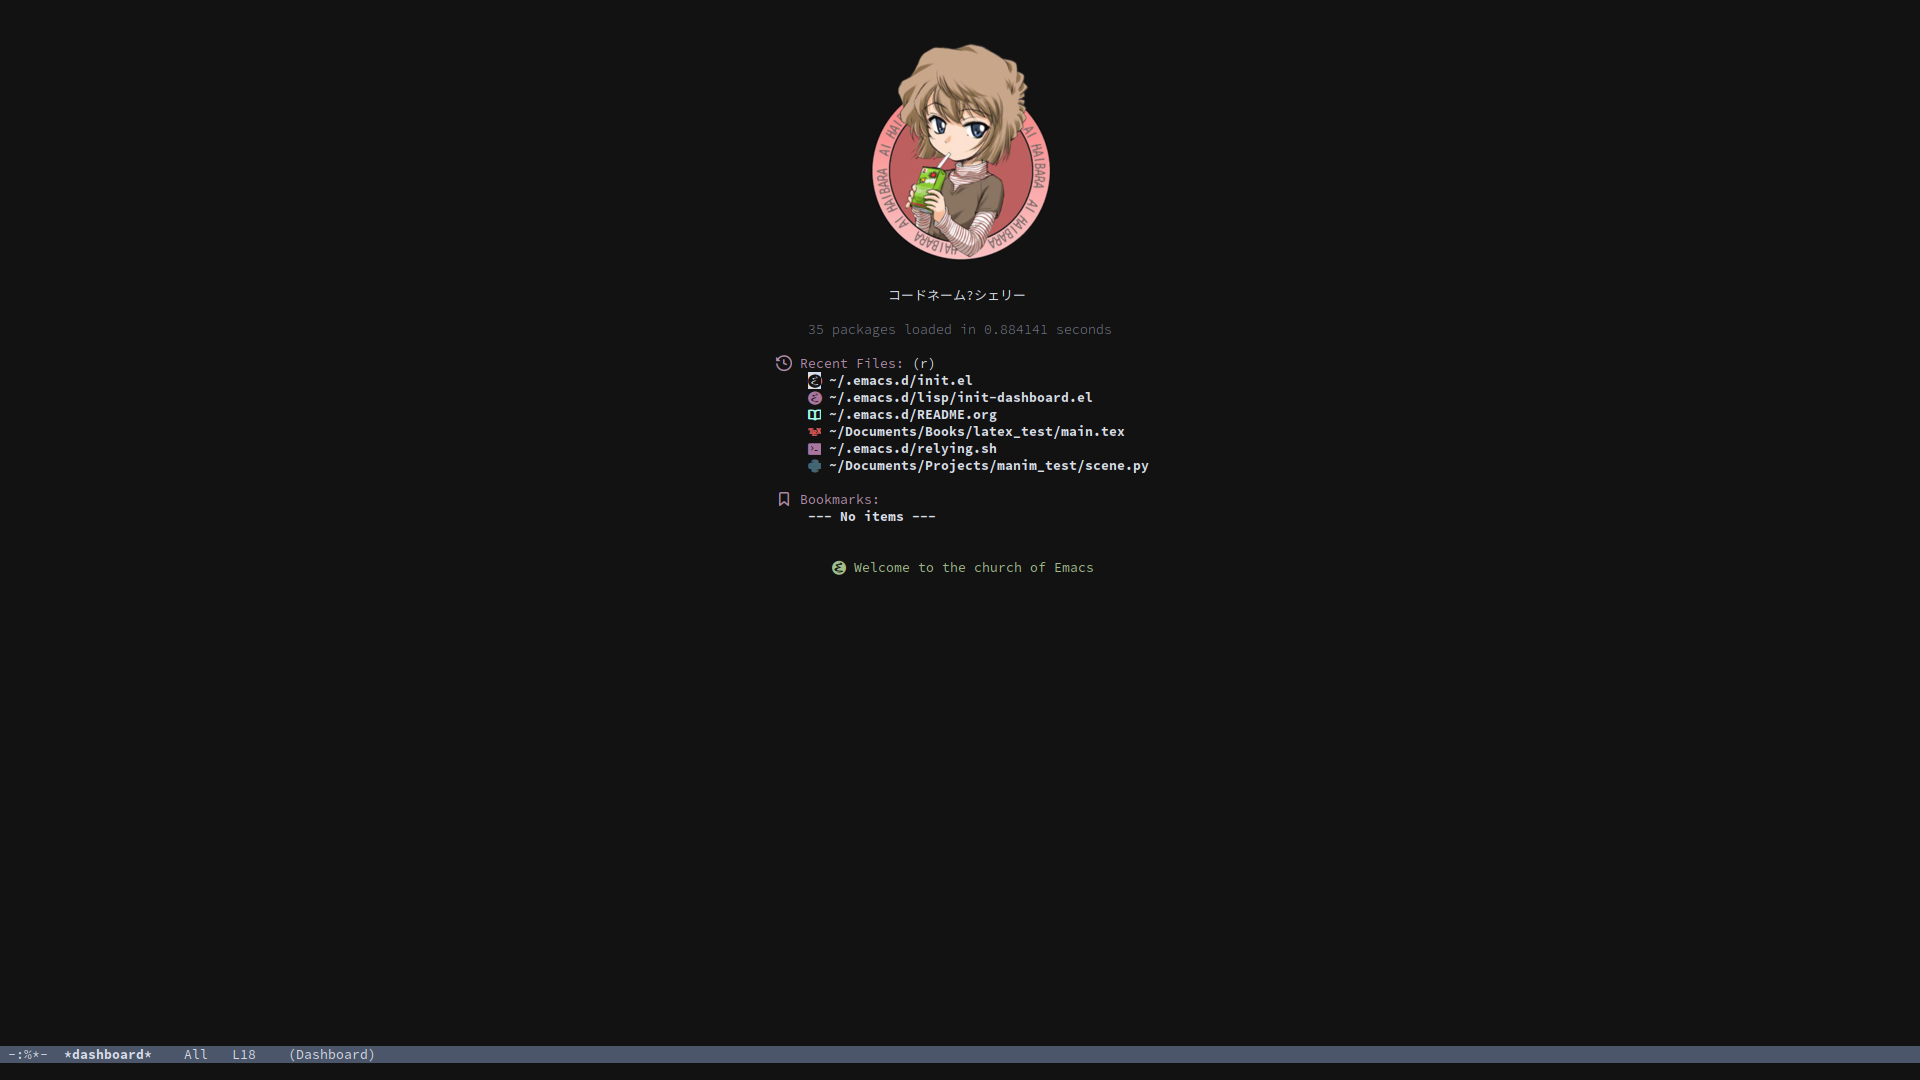 AI HAIBARA AI HAIBARA AI HAIBARA AI HAIBARA HAIBARA
コードネーム?シェリー
35 packages loaded in 0.884141 seconds
Recent Files: (r)
~/.emacs.d/init.el
~/.emacs.d/lisp/init-dashboard.el
~/.emacs.d/README.org
~/Documents/Books/latex_test/main.tex
~/.emacs.d/relying.sh
~/Documents/Projects/manim_test/scene.py
Bookmarks:
--- No items ---
Welcome to the church of Emacs
-:%*- *dashboard* All L18 (Dashboard)